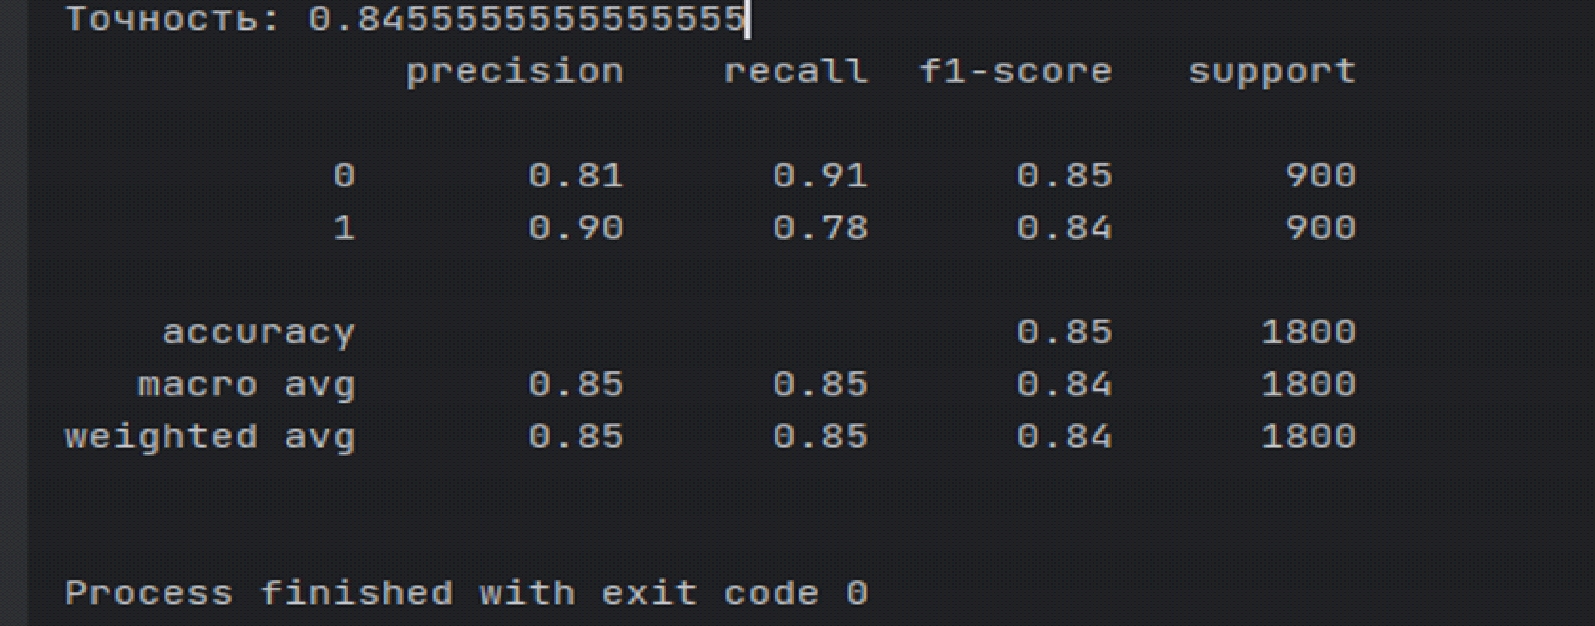 Точность: 0.8455555555555555
precision recall f1-score support
0 0.81 0.91 0.85 900
1 0.90 0.78 0.84 900
accuracy 0.85 1800
macro avg 0.85 0.85 0.84 1800
weighted avg 0.85 0.85 0.84 1800
Process finished with exit code 0